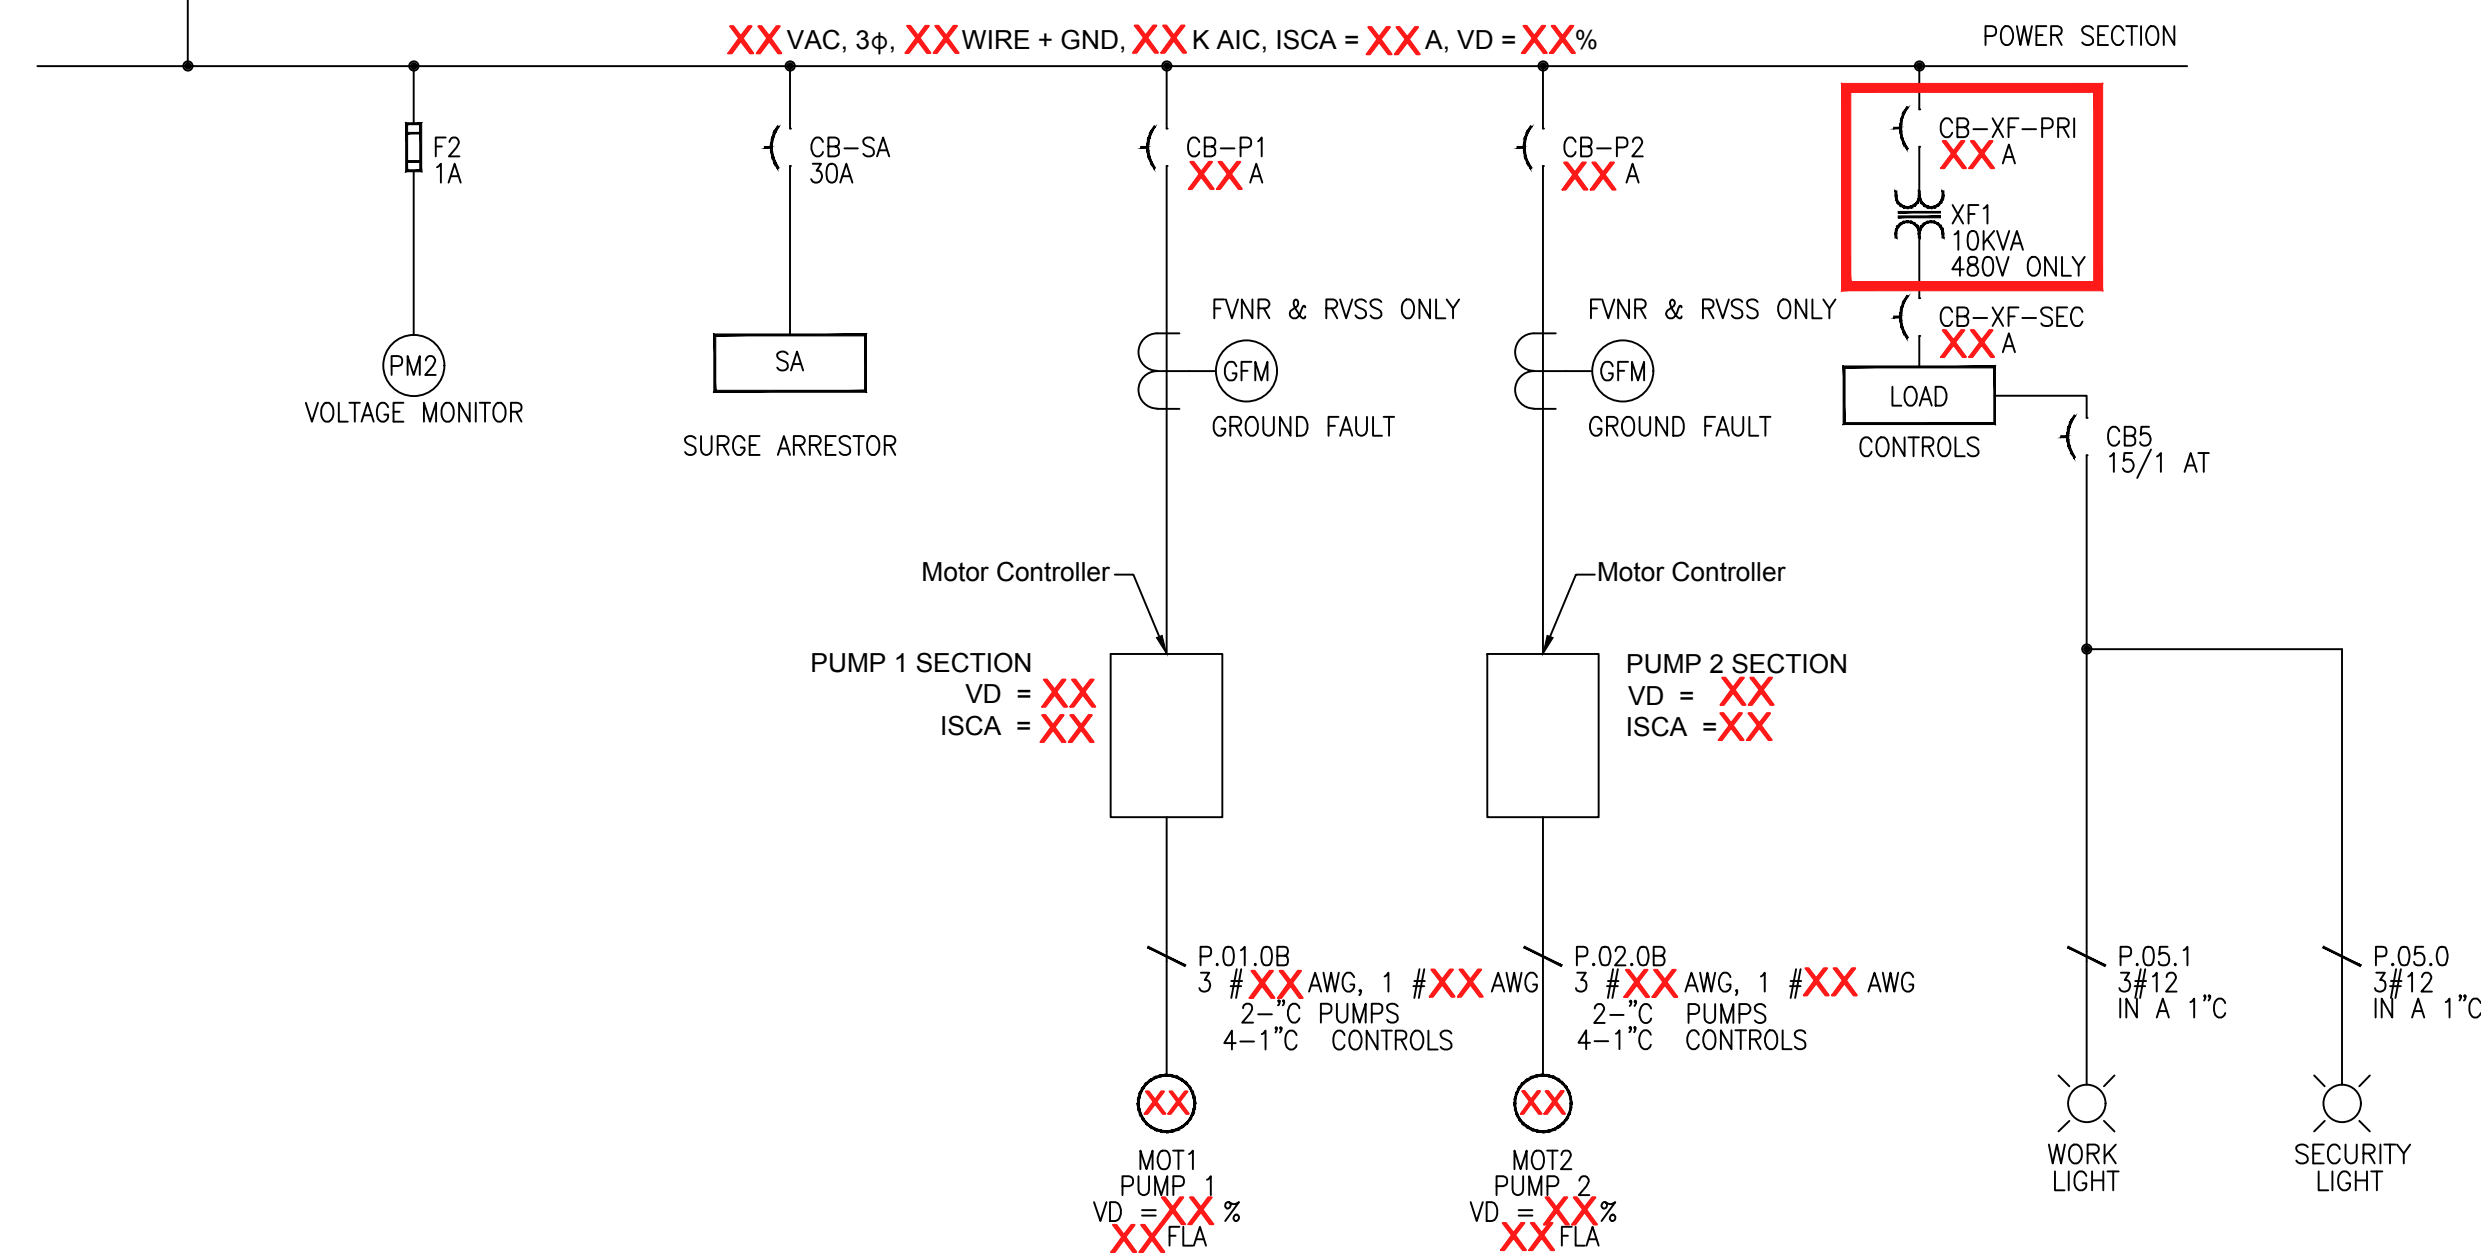 XX VAC, 3φ, XX WIRE + GND, XX K AIC, ISCA = XX A, VD = XX %
POWER SECTION
F2
1A
PM2
VOLTAGE MONITOR
CB-SA
30A
SA
SURGE ARRESTOR
CB-P1
XX A
FVNR & RVSS ONLY
GFM
GROUND FAULT
CB-P2
XX A
FVNR & RVSS ONLY
GFM
GROUND FAULT
CB-XF-PRI
XX A
XF1
10KVA
480V ONLY
CB-XF-SEC
XX A
LOAD
CONTROLS
CB5
15/1 AT
Motor Controller
PUMP 1 SECTION
VD = XX
ISCA = XX
Motor Controller
PUMP 2 SECTION
VD = XX
ISCA = XX
P.01.0B
3 #XX AWG, 1 #XX AWG
2-"C PUMPS
4-1"C CONTROLS
P.02.0B
3 #XX AWG, 1 #XX AWG
2-"C PUMPS
4-1"C CONTROLS
P.05.1
3#12
IN A 1"C
P.05.0
3#12
IN A 1"C
XX
MOT1
PUMP 1
VD = XX %
XX FLA
XX
MOT2
PUMP 2
VD = XX %
XX FLA
WORK
LIGHT
SECURITY
LIGHT